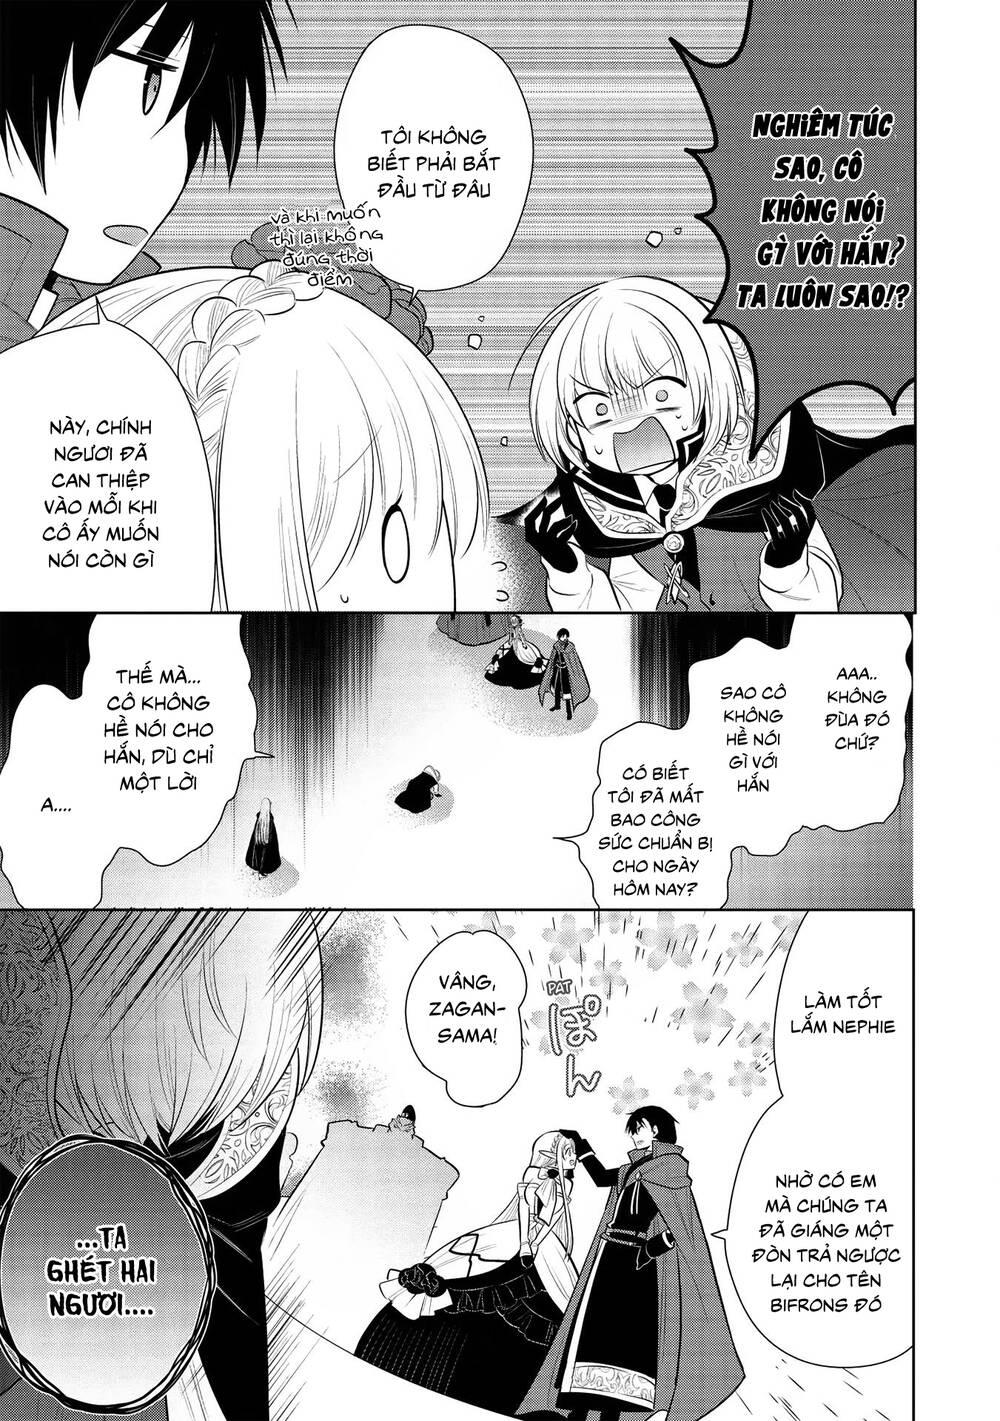 NGHIÊM TÚC
SAO, CÔ
KHÔNG NÓI
GÌ VỚI HẮN?
TA LUÔN SAO!?
TÔI KHÔNG
BIẾT PHẢI BẮT
ĐẦU TỪ ĐÂU
và khi muốn
thì lại không
đúng thời
điểm
NÀY, CHÍNH
NGƯƠI ĐÃ
CAN THIỆP
VÀO MỖI KHI
CÔ ẤY MUỐN
NÓI CÒN GÌ
AAA..
KHÔNG
ĐÙA ĐÓ
CHỨ?
SAO CÔ
KHÔNG
HỀ NÓI
GÌ VỚI
HẮN
CÓ BIẾT
TÔI ĐÃ MẤT
BAO CÔNG
SỨC CHUẨN BỊ
CHO NGÀY
HÔM NAY?
THẾ MÀ...
CÔ KHÔNG
HỀ NÓI CHO
HẮN, DÙ CHỈ
MỘT LỜI
A....
LÀM TỐT
LẮM NEPHIE
PAT
ぽん
VÂNG,
ZAGAN-
SAMA!
NHỜ CÓ EM
MÀ CHÚNG TA
ĐÃ GIÁNG MỘT
ĐÒN TRẢ NGƯỢC
LẠI CHO TÊN
BIFRONS ĐÓ
...TA
GHÉT HAI
NGƯƠI....